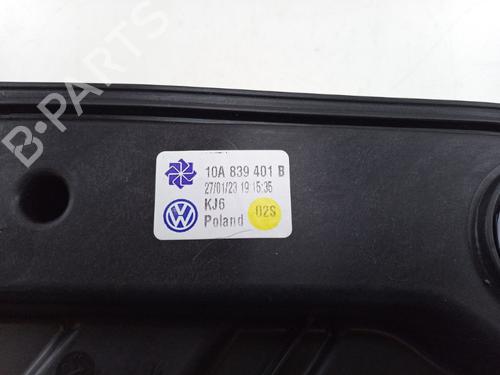 B-PARTS
10A 839 401 B
27/01/23 19 15:35
KJ6
Poland
02S